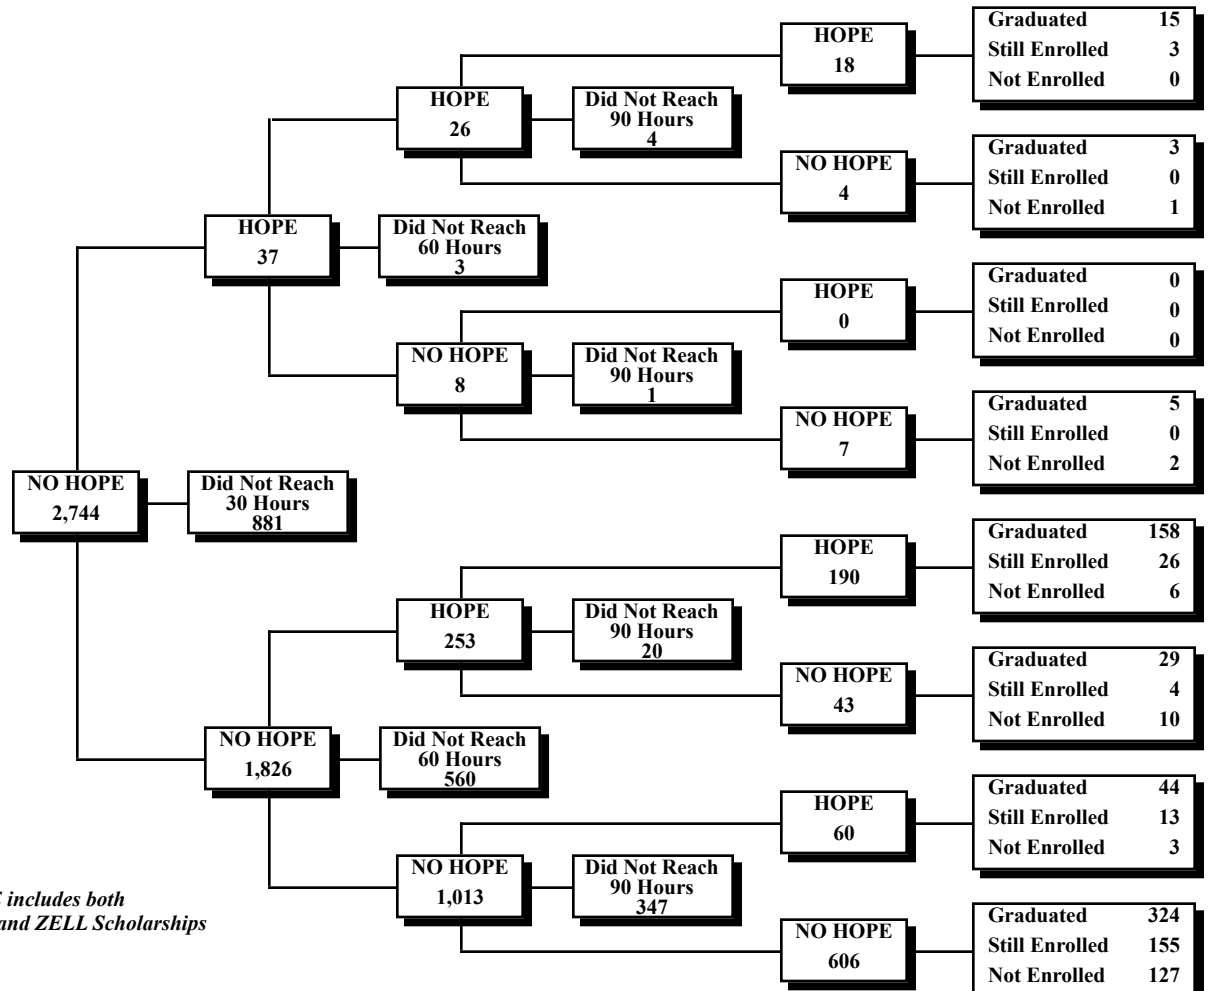 HOPE
18
Graduated 15
Still Enrolled 3
Not Enrolled 0
HOPE
26
Did Not Reach
90 Hours
4
NO HOPE
4
Graduated 3
Still Enrolled 0
Not Enrolled 1
HOPE
37
Did Not Reach
60 Hours
3
HOPE
0
Graduated 0
Still Enrolled 0
Not Enrolled 0
NO HOPE
8
Did Not Reach
90 Hours
1
NO HOPE
7
Graduated 5
Still Enrolled 0
Not Enrolled 2
NO HOPE
2,744
Did Not Reach
30 Hours
881
HOPE
190
Graduated 158
Still Enrolled 26
Not Enrolled 6
HOPE
253
Did Not Reach
90 Hours
20
NO HOPE
43
Graduated 29
Still Enrolled 4
Not Enrolled 10
NO HOPE
1,826
Did Not Reach
60 Hours
560
HOPE
60
Graduated 44
Still Enrolled 13
Not Enrolled 3
NO HOPE
1,013
Did Not Reach
90 Hours
347
NO HOPE
606
Graduated 324
Still Enrolled 155
Not Enrolled 127
includes both
and ZELL Scholarships